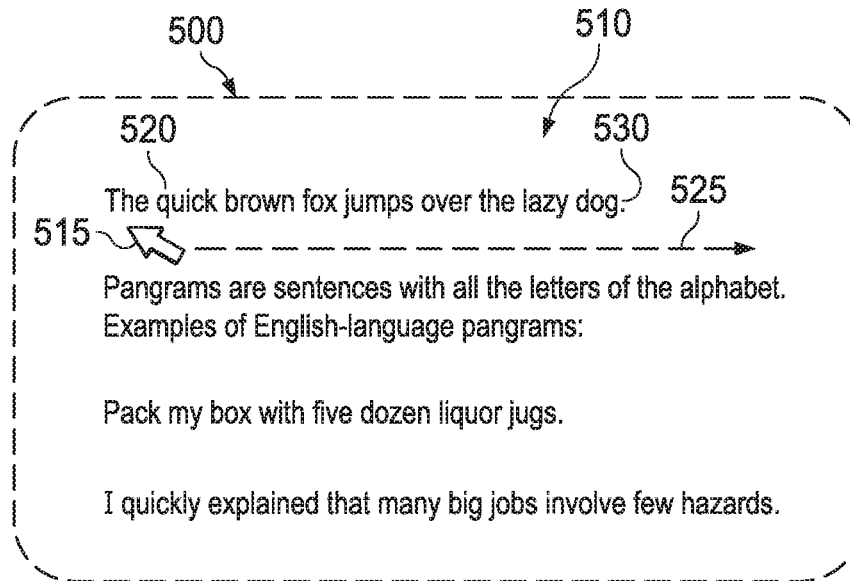 500
510
520
530
The quick brown fox jumps over the lazy dog.
525
515
Pangrams are sentences with all the letters of the alphabet.
Examples of English-language pangrams:
Pack my box with five dozen liquor jugs.
I quickly explained that many big jobs involve few hazards.